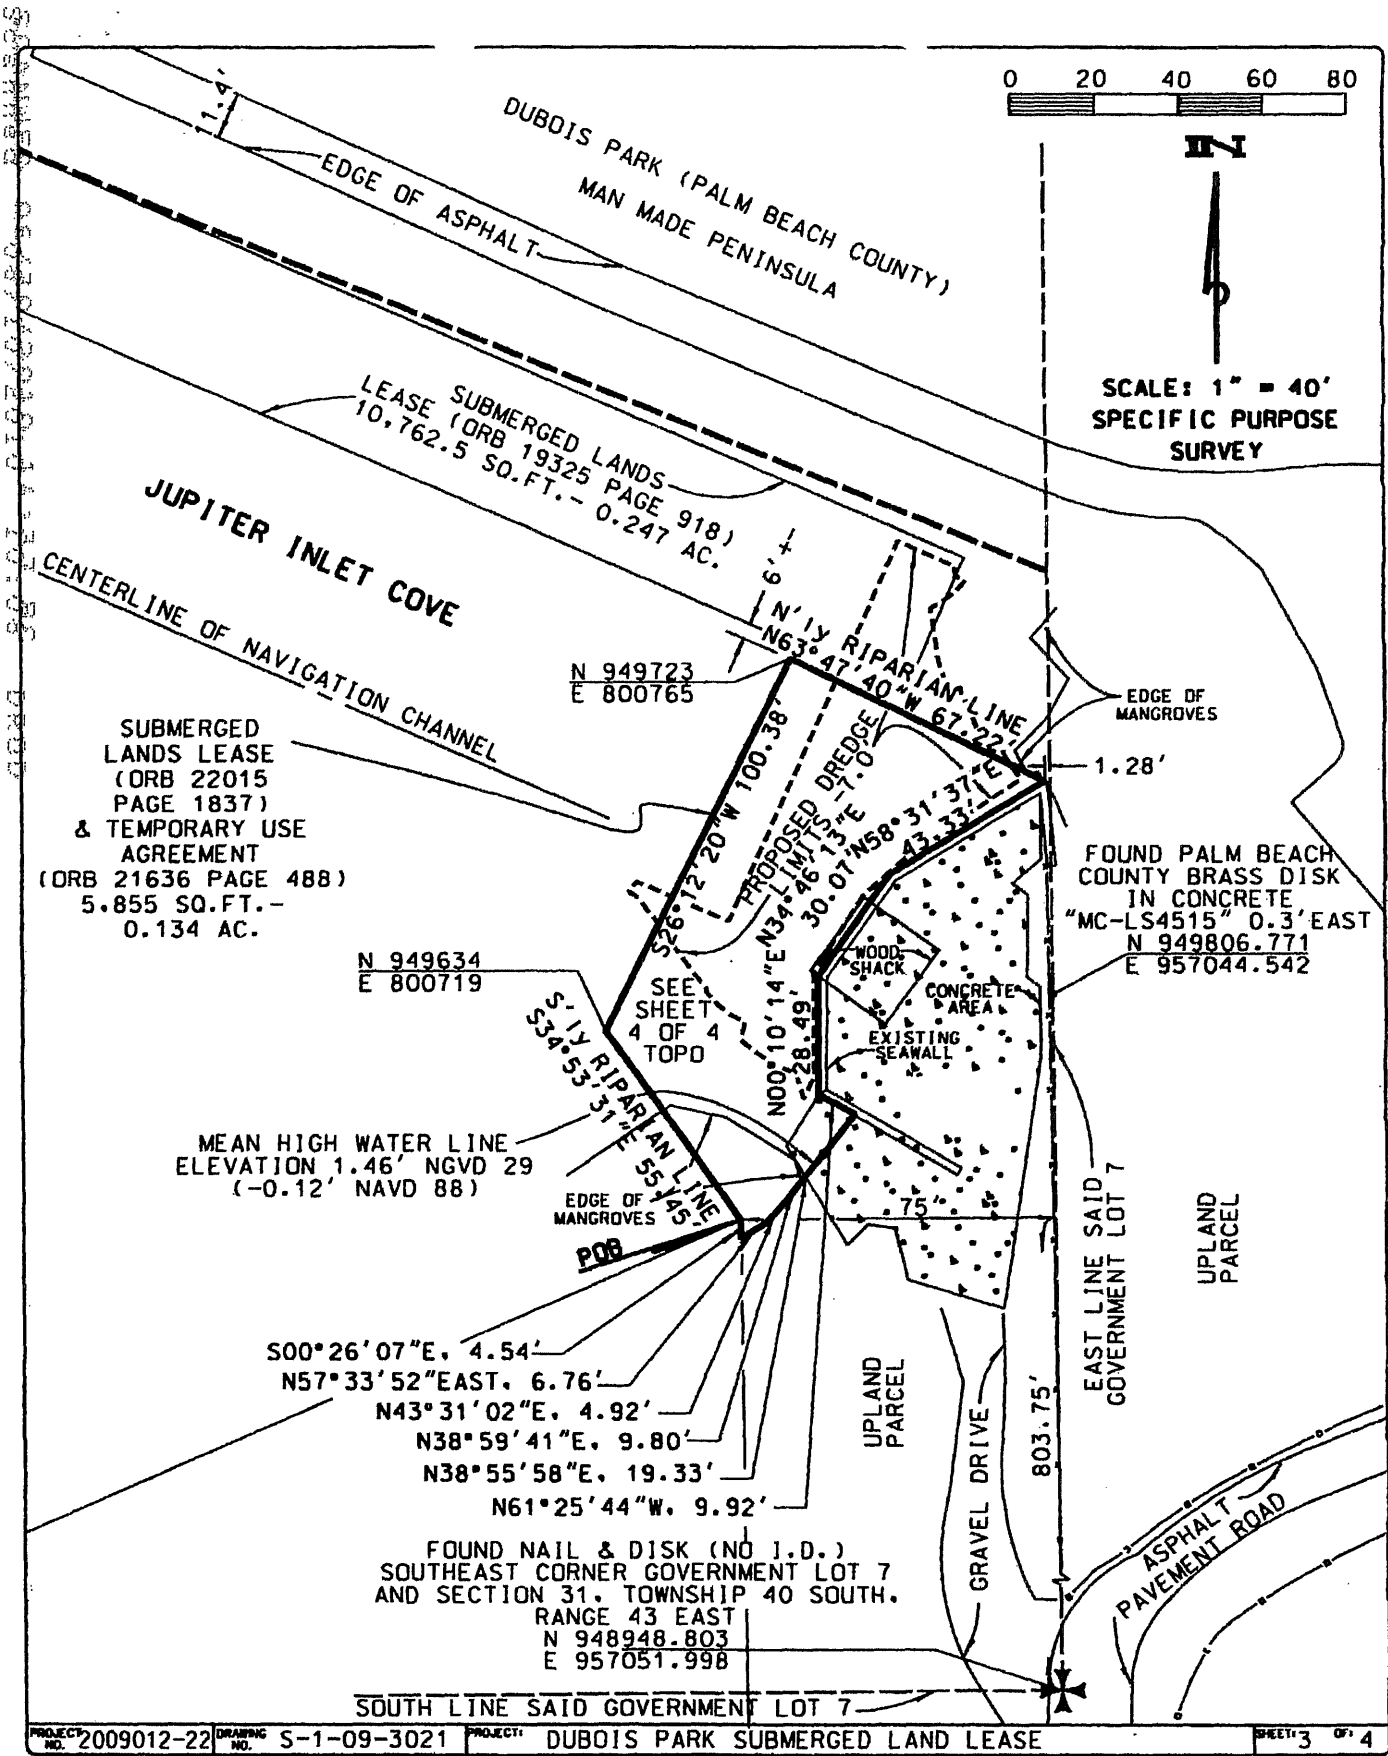 0 20 40 60 80
N
SCALE: 1" = 40'
SPECIFIC PURPOSE
SURVEY
11.4'
EDGE OF ASPHALT
DUBOIS PARK (PALM BEACH COUNTY)
MAN MADE PENINSULA
SUBMERGED LANDS
LEASE (ORB 19325 PAGE 918)
10,762.5 SQ.FT.- 0.247 AC.
JUPITER INLET COVE
CENTERLINE OF NAVIGATION CHANNEL
6'±
N'ly RIPARIAN LINE
N63°47'40"W 67.22'
N 949723
E 800765
EDGE OF
MANGROVES
1.28'
SUBMERGED
LANDS LEASE
(ORB 22015
PAGE 1837)
& TEMPORARY USE
AGREEMENT
(ORB 21636 PAGE 488)
5,855 SQ.FT.-
0.134 AC.
S26°12'20"W 100.38'
PROPOSED DREDGE
LIMITS -7.0'
N58°31'37"E
43.33'
N34°46'13"E
30.07'
FOUND PALM BEACH
COUNTY BRASS DISK
IN CONCRETE
"MC-LS4515" 0.3'EAST
N 949806.771
E 957044.542
N 949634
E 800719
SEE
SHEET
4 OF 4
TOPO
WOOD
SHACK
CONCRETE
AREA
EXISTING
SEAWALL
N00°10'14"E
28.49'
S'ly RIPARIAN LINE
S34°53'31"E 55.45'
MEAN HIGH WATER LINE
ELEVATION 1.46' NGVD 29
(-0.12' NAVD 88)
EDGE OF
MANGROVES
POB
75'
EAST LINE SAID
GOVERNMENT LOT 7
UPLAND
PARCEL
S00°26'07"E, 4.54'
N57°33'52"EAST, 6.76'
N43°31'02"E, 4.92'
N38°59'41"E, 9.80'
N38°55'58"E, 19.33'
N61°25'44"W, 9.92'
UPLAND
PARCEL
GRAVEL DRIVE
803.75'
ASPHALT
PAVEMENT ROAD
FOUND NAIL & DISK (NO I.D.)
SOUTHEAST CORNER GOVERNMENT LOT 7
AND SECTION 31, TOWNSHIP 40 SOUTH,
RANGE 43 EAST
N 948948.803
E 957051.998
SOUTH LINE SAID GOVERNMENT LOT 7
PROJECT NO. 2009012-22 DRAWING NO. S-1-09-3021 PROJECT: DUBOIS PARK SUBMERGED LAND LEASE SHEET: 3 OF: 4